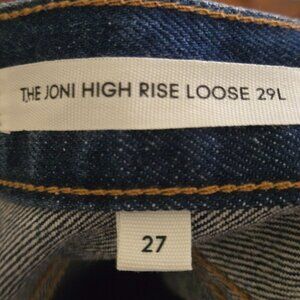 THE JONI HIGH RISE LOOSE 29L
27